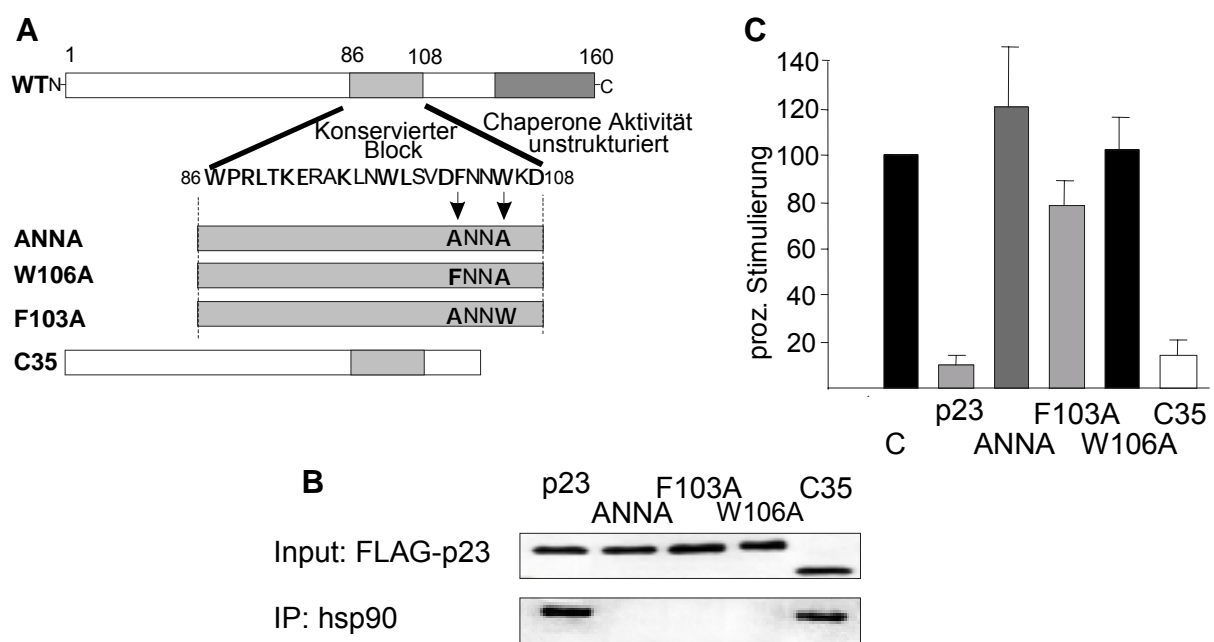 A
1 86 108 160
WT N C
Konservierter
Block
Chaperone Aktivität
unstrukturiert
86 WPRLTKERAKLNWLSVDFNNWKD 108
ANNA ANNA
W106A FNNA
F103A ANNW
C35
C
proz. Stimulierung
140
120
100
80
60
40
20
p23 F103A C35
C ANNA W106A
B
p23 F103A C35
ANNA W106A
Input: FLAG-p23
IP: hsp90